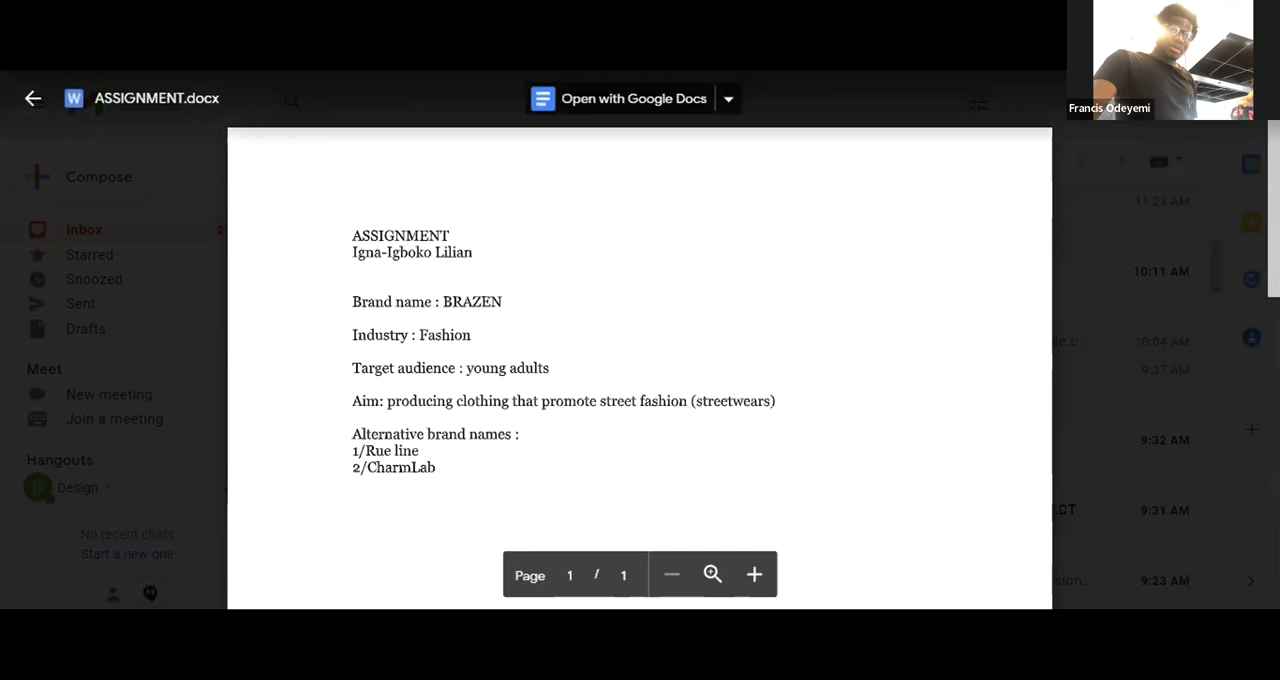 ASSIGNMENT.docx
Open with Google Docs
Francis Odeyemi
Compose
Inbox
Starred
Snoozed
Sent
Drafts
Meet
New meeting
Join a meeting
Hangouts
Design
No recent chats
Start a new one
ASSIGNMENT
Igna-Igboko Lilian
Brand name : BRAZEN
Industry : Fashion
Target audience : young adults
Aim: producing clothing that promote street fashion (streetwears)
Alternative brand names :
1/Rue line
2/CharmLab
Page 1 / 1
11:23 AM
10:11 AM
10:04 AM
9:37 AM
9:32 AM
9:31 AM
9:23 AM